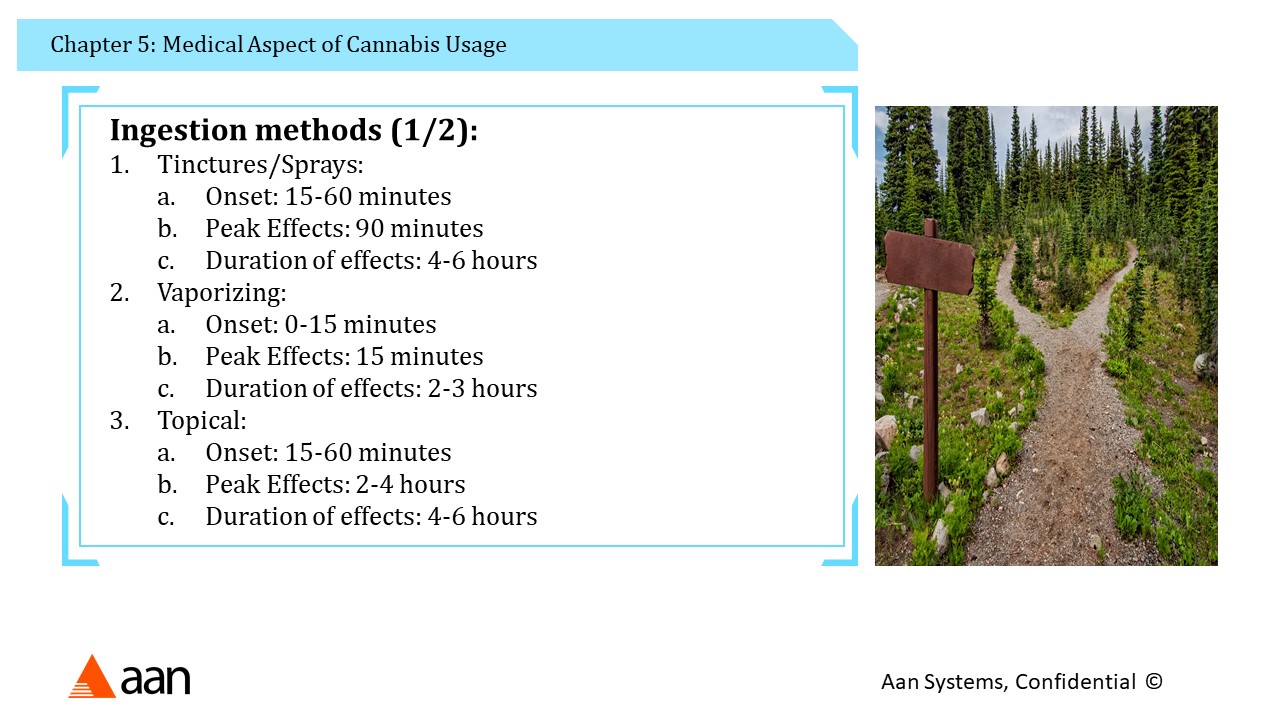 Chapter 5: Medical Aspect of Cannabis Usage
Ingestion methods (1/2):
1. Tinctures/Sprays:
a. Onset: 15-60 minutes
b. Peak Effects: 90 minutes
c. Duration of effects: 4-6 hours
2. Vaporizing:
a. Onset: 0-15 minutes
b. Peak Effects: 15 minutes
c. Duration of effects: 2-3 hours
3. Topical:
a. Onset: 15-60 minutes
b. Peak Effects: 2-4 hours
c. Duration of effects: 4-6 hours
aan
Aan Systems, Confidential ©